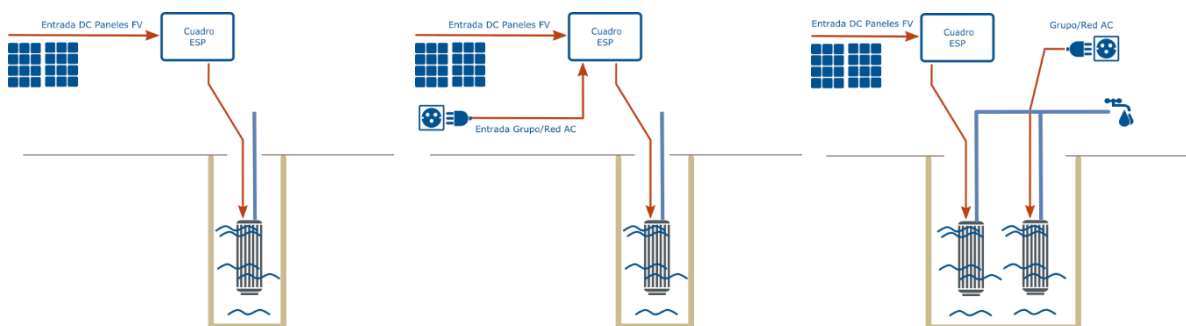 Entrada DC Paneles FV
Cuadro
ESP
Entrada DC Paneles FV
Cuadro
ESP
Entrada Grupo/Red AC
Entrada DC Paneles FV
Cuadro
ESP
Grupo/Red AC